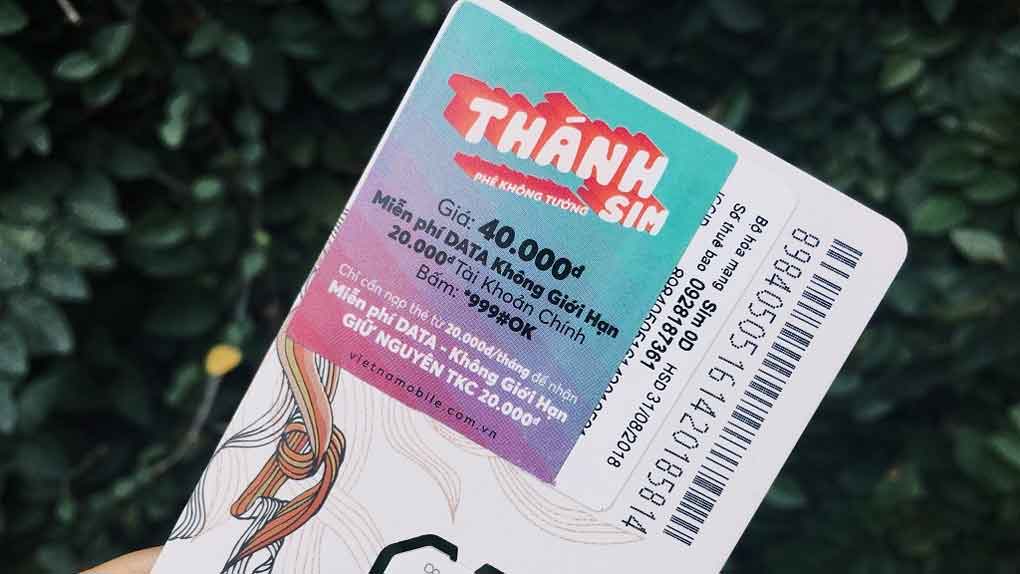 THÁNH
SIM
PHÊ KHÔNG TƯỞNG
Giá: 40.000đ
Miễn phí DATA Không Giới Hạn
20.000đ Tài Khoản Chính
Bấm: *999#OK
Chỉ cần nạp thẻ từ 20.000đ/tháng để nhận
Miễn phí DATA - Không Giới Hạn
GIỮ NGUYÊN TKC 20.000đ
vietnamobile.com.vn
Bộ hòa mạng Sim 0D HSD 31/08/2018
Số thuê bao 0928187361
89840505161420185814